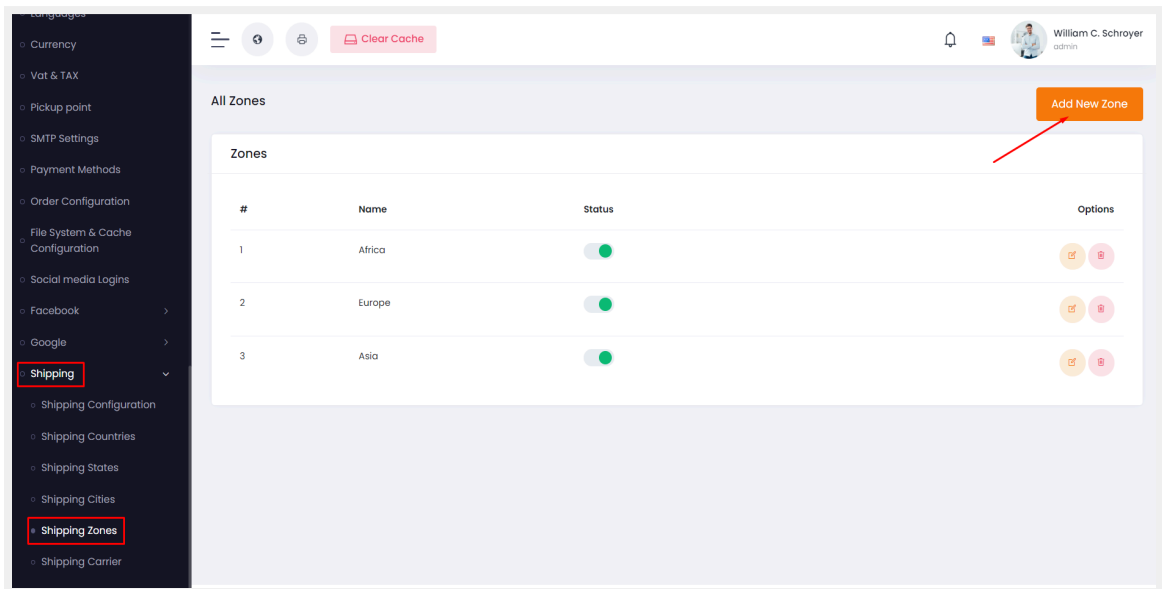 Languages
Currency
Vat & TAX
Pickup point
SMTP Settings
Payment Methods
Order Configuration
File System & Cache
Configuration
Social media Logins
Facebook
Google
Shipping
Shipping Configuration
Shipping Countries
Shipping States
Shipping Cities
Shipping Zones
Shipping Carrier
Clear Cache
William C. Schroyer
admin
All Zones
Add New Zone
Zones
# Name Status Options
1 Africa
2 Europe
3 Asia